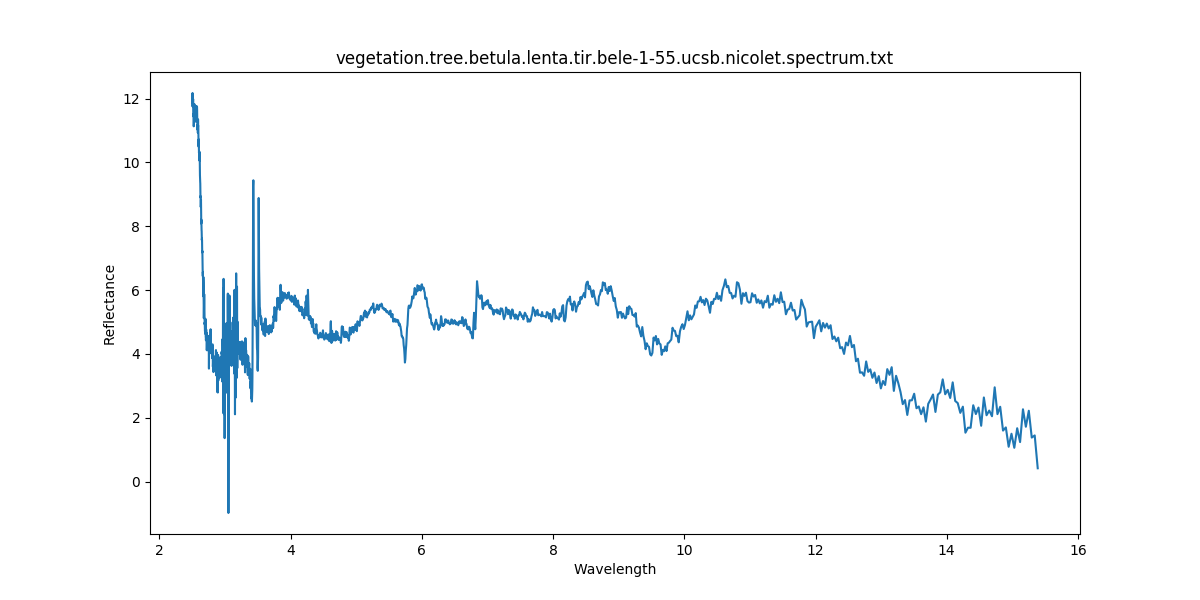 vegetation.tree.betula.lenta.tir.bele-1-55.ucsb.nicolet.spectrum.txt
12
10
8
6
4
2
0
Reflectance
2 4 6 8 10 12 14 16
Wavelength